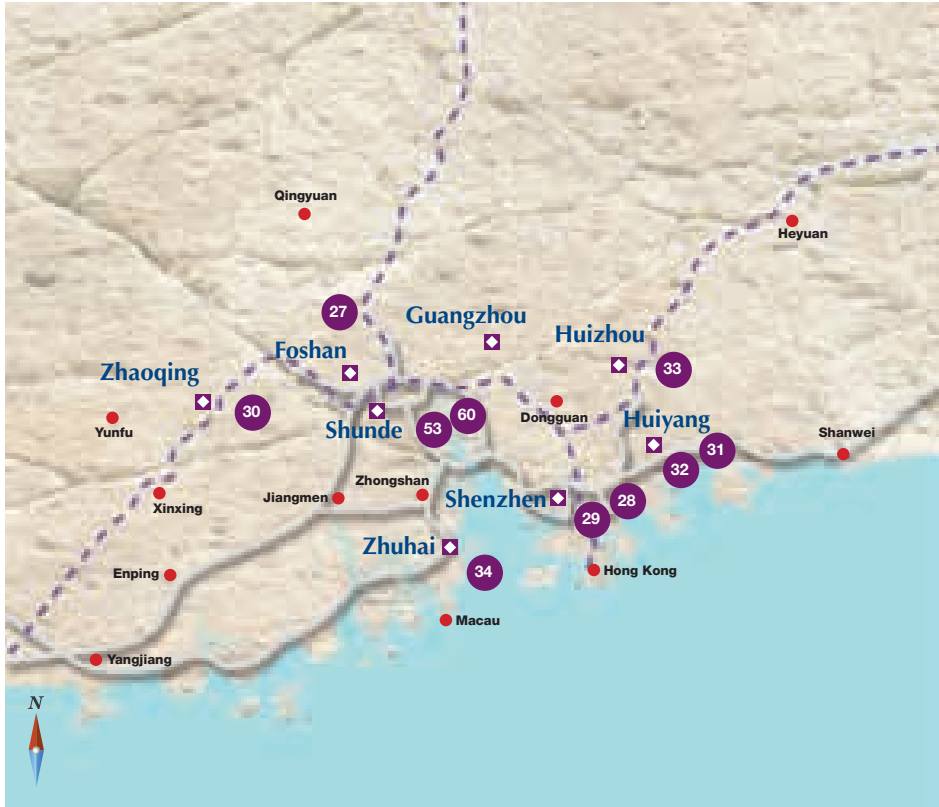 Qingyuan
Heyuan
27
Guangzhou
Foshan
Huizhou
Zhaoqing
33
30
Dongguan
Yunfu
Shunde
53
60
Huiyang
Shanwei
31
32
Zhongshan
Xinxing
Jiangmen
Shenzhen
28
29
Zhuhai
Enping
34
Hong Kong
Macau
Yangjiang
N